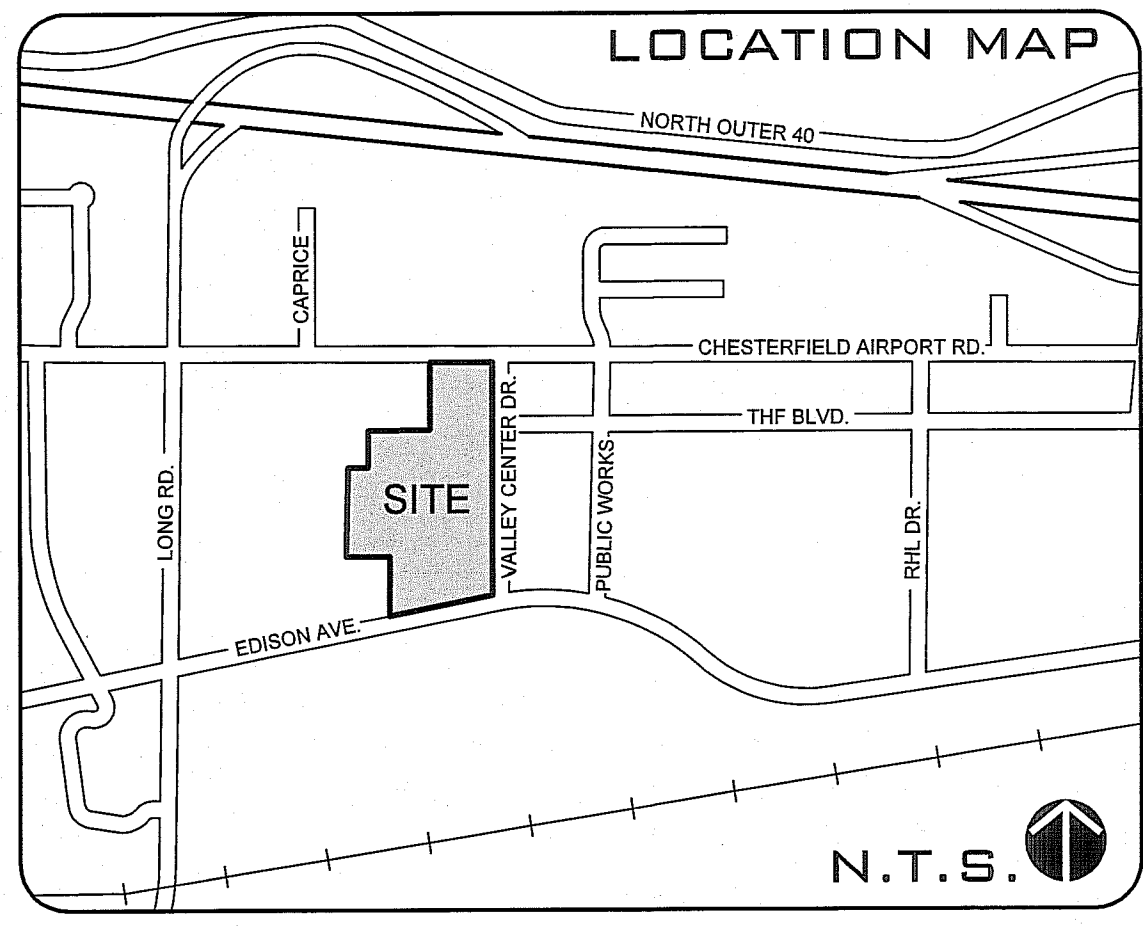 LOCATION MAP
NORTH OUTER 40
CAPRICE
CHESTERFIELD AIRPORT RD.
THF BLVD.
VALLEY CENTER DR.
PUBLIC WORKS
LONG RD.
SITE
RHL DR.
EDISON AVE.
N.T.S.